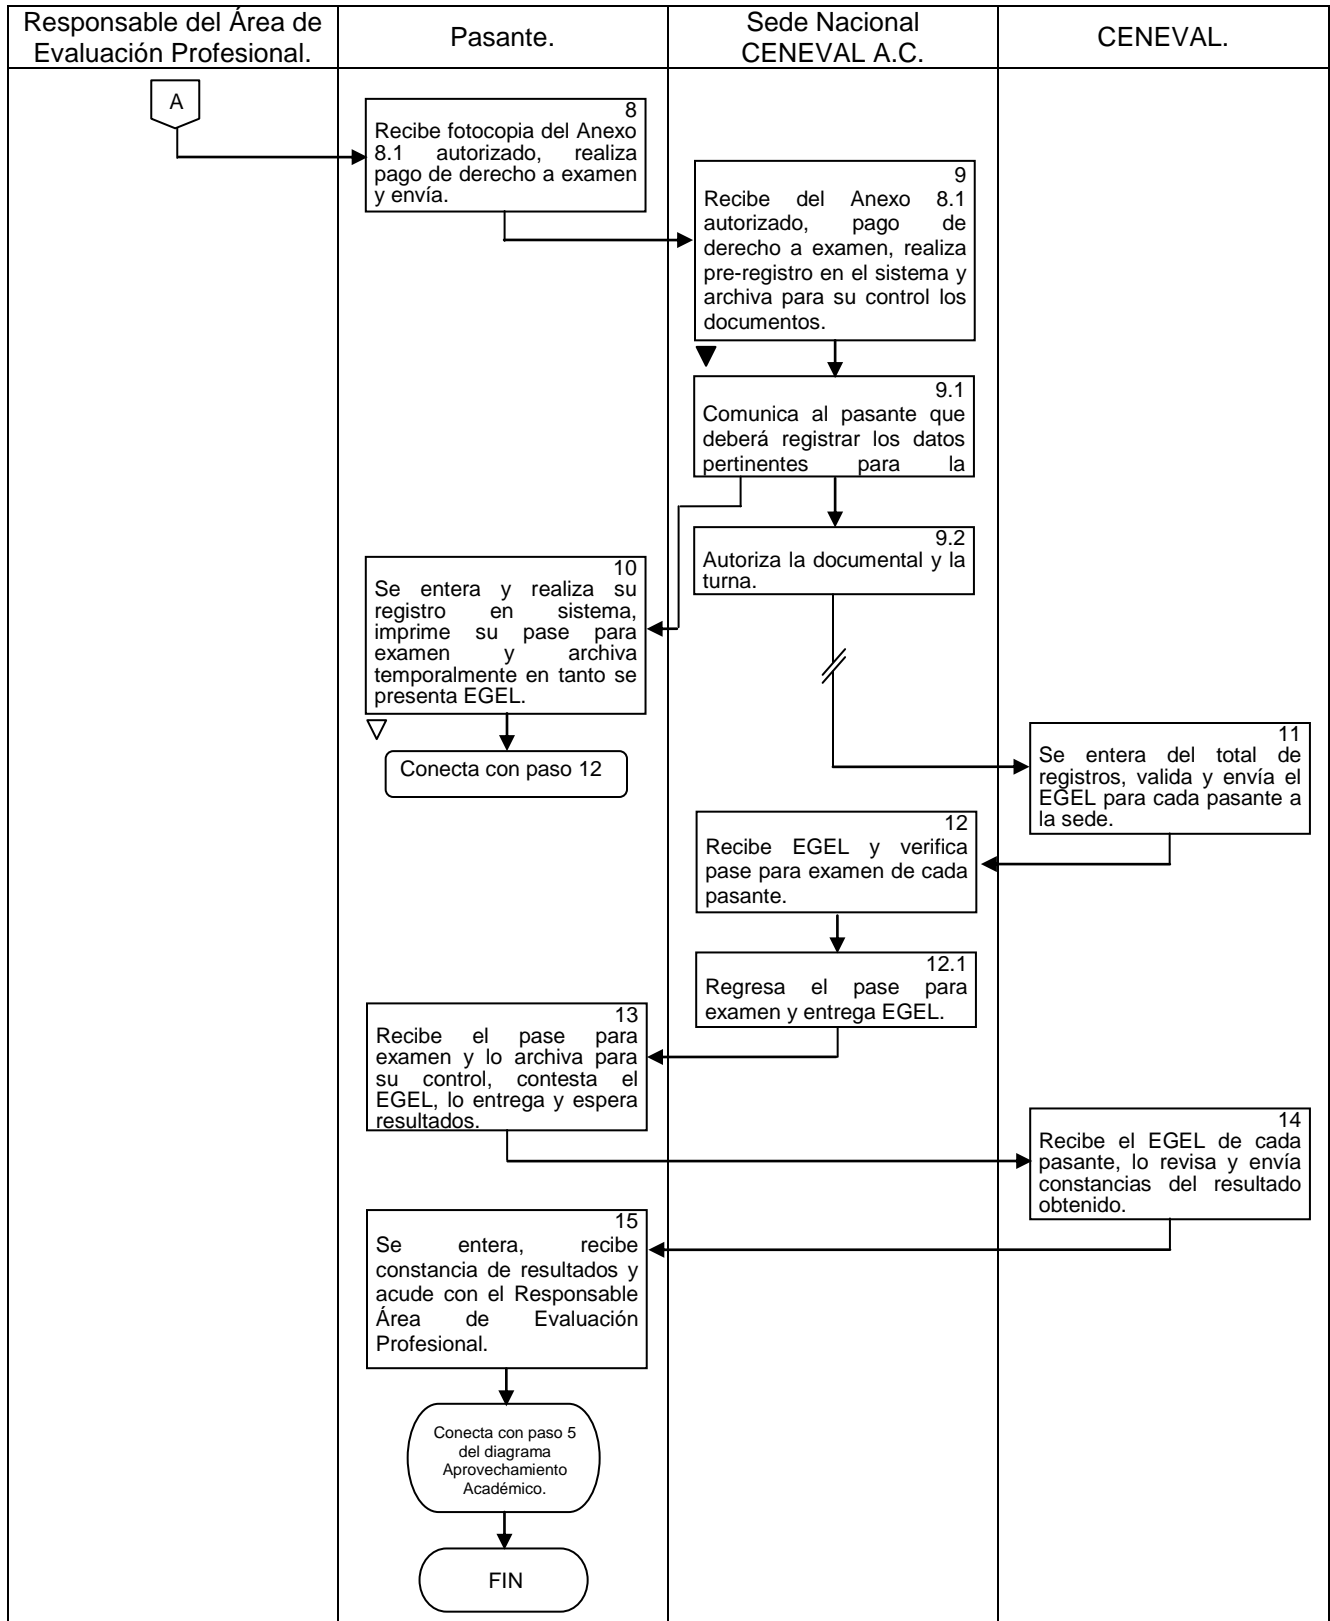 Responsable del Área de
Evaluación Profesional.
Pasante.
Sede Nacional
CENEVAL A.C.
CENEVAL.
A
8
Recibe fotocopia del Anexo
8.1 autorizado, realiza
pago de derecho a examen
y envía.
9
Recibe del Anexo 8.1
autorizado, pago de
derecho a examen, realiza
pre-registro en el sistema y
archiva para su control los
documentos.
9.1
Comunica al pasante que
deberá registrar los datos
pertinentes para la
9.2
Autoriza la documental y la
turna.
10
Se entera y realiza su
registro en sistema,
imprime su pase para
examen y archiva
temporalmente en tanto se
presenta EGEL.
Conecta con paso 12
11
Se entera del total de
registros, valida y envía el
EGEL para cada pasante a
la sede.
12
Recibe EGEL y verifica
pase para examen de cada
pasante.
12.1
Regresa el pase para
examen y entrega EGEL.
13
Recibe el pase para
examen y lo archiva para
su control, contesta el
EGEL, lo entrega y espera
resultados.
14
Recibe el EGEL de cada
pasante, lo revisa y envía
constancias del resultado
obtenido.
15
Se entera, recibe
constancia de resultados y
acude con el Responsable
Área de Evaluación
Profesional.
Conecta con paso 5
del diagrama
Aprovechamiento
Académico.
FIN